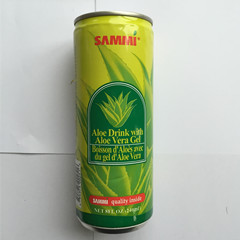 SAMMI
Aloe Drink with
Aloe Vera Gel
Boisson d'Aloès avec
du gel d'Aloe Vera
SAMMI quality inside